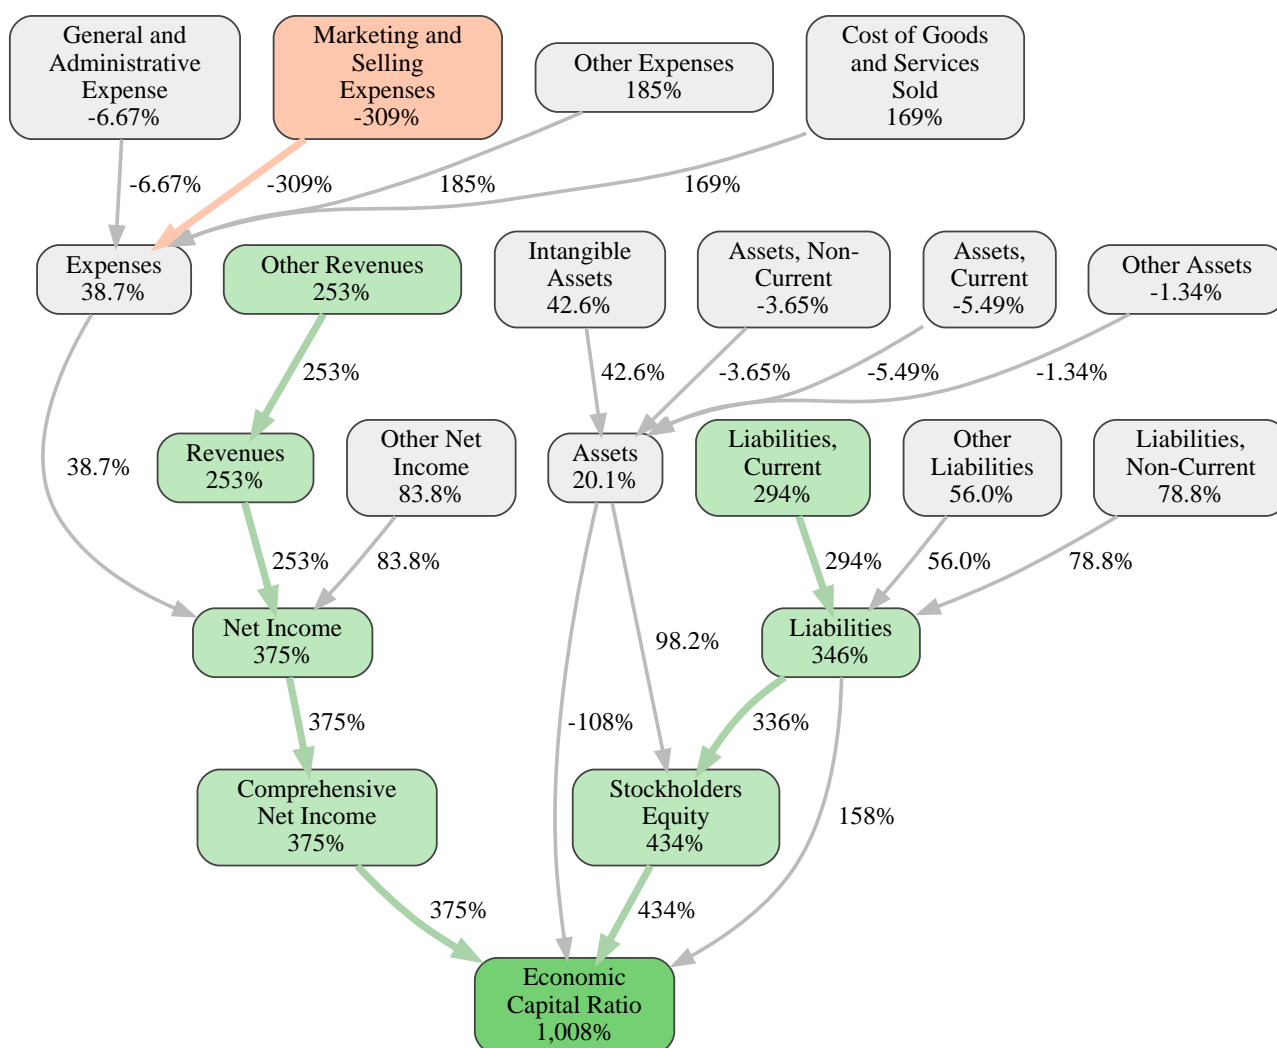 General and
Administrative
Expense
-6.67%
Marketing and
Selling
Expenses
-309%
Other Expenses
185%
Cost of Goods
and Services
Sold
169%
-6.67%
-309%
185%
169%
Expenses
38.7%
Other Revenues
253%
Intangible
Assets
42.6%
Assets, Non-
Current
-3.65%
Assets,
Current
-5.49%
Other Assets
-1.34%
253%
42.6%
-3.65%
-5.49%
-1.34%
38.7%
Revenues
253%
Other Net
Income
83.8%
Assets
20.1%
Liabilities,
Current
294%
Other
Liabilities
56.0%
Liabilities,
Non-Current
78.8%
253%
83.8%
294%
56.0%
78.8%
Net Income
375%
98.2%
Liabilities
346%
375%
-108%
336%
Comprehensive
Net Income
375%
Stockholders
Equity
434%
158%
375%
434%
Economic
Capital Ratio
1,008%